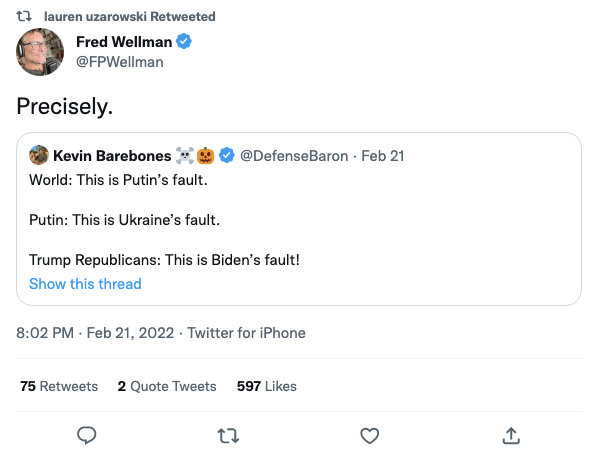 lauren uzarowski Retweeted
Fred Wellman
@FPWellman
Precisely.
Kevin Barebones ☠️🎃 @DefenseBaron · Feb 21
World: This is Putin’s fault.
Putin: This is Ukraine’s fault.
Trump Republicans: This is Biden’s fault!
Show this thread
8:02 PM · Feb 21, 2022 · Twitter for iPhone
75 Retweets 2 Quote Tweets 597 Likes